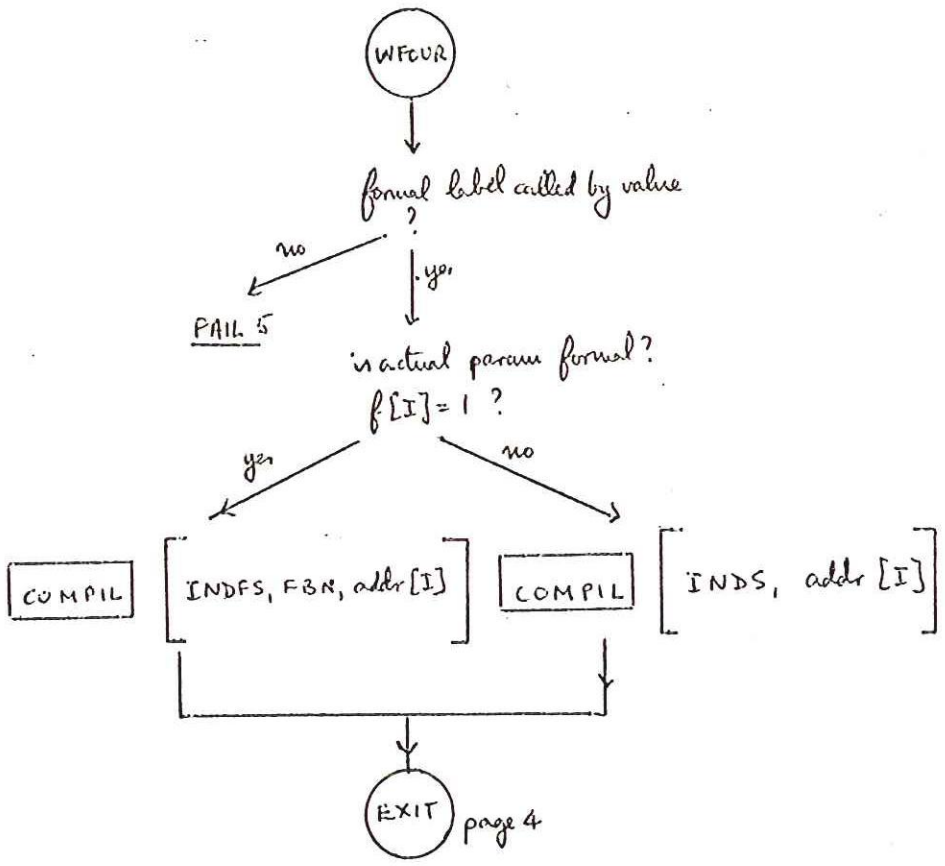 WFOUR
formal label called by value
?
no
yes
FAIL 5
is actual param formal?
f[I]=1 ?
yes
no
COMPIL [INDFS, FBN, addr[I]]
COMPIL [INDS, addr[I]]
EXIT page 4